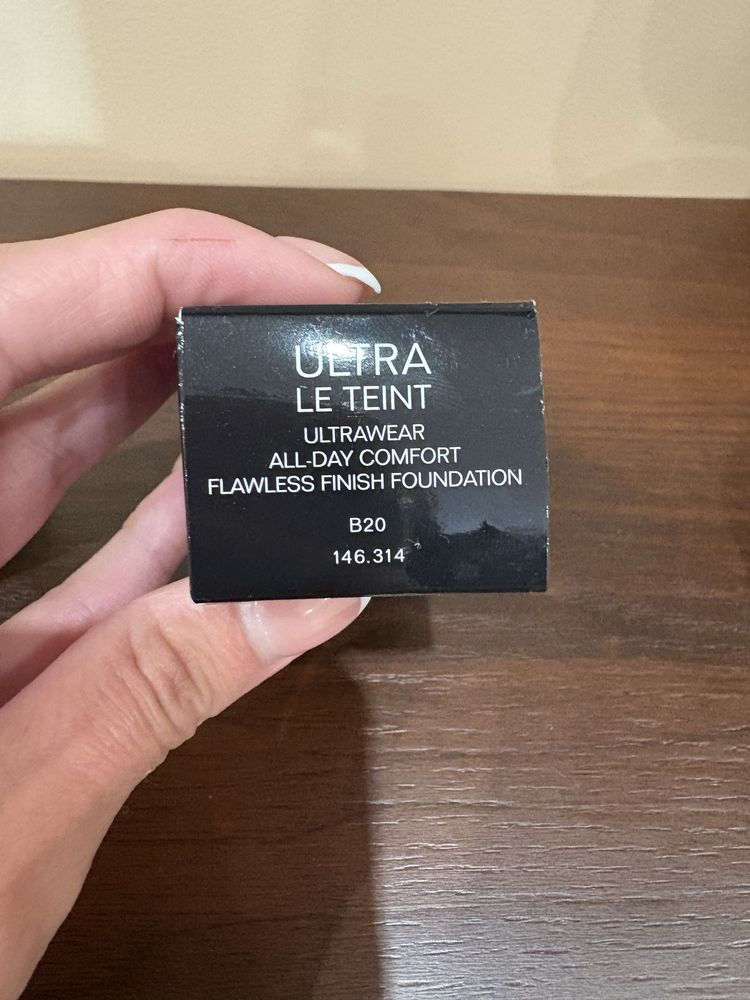 ULTRA
LE TEINT
ULTRAWEAR
ALL-DAY COMFORT
FLAWLESS FINISH FOUNDATION
B20
146.314